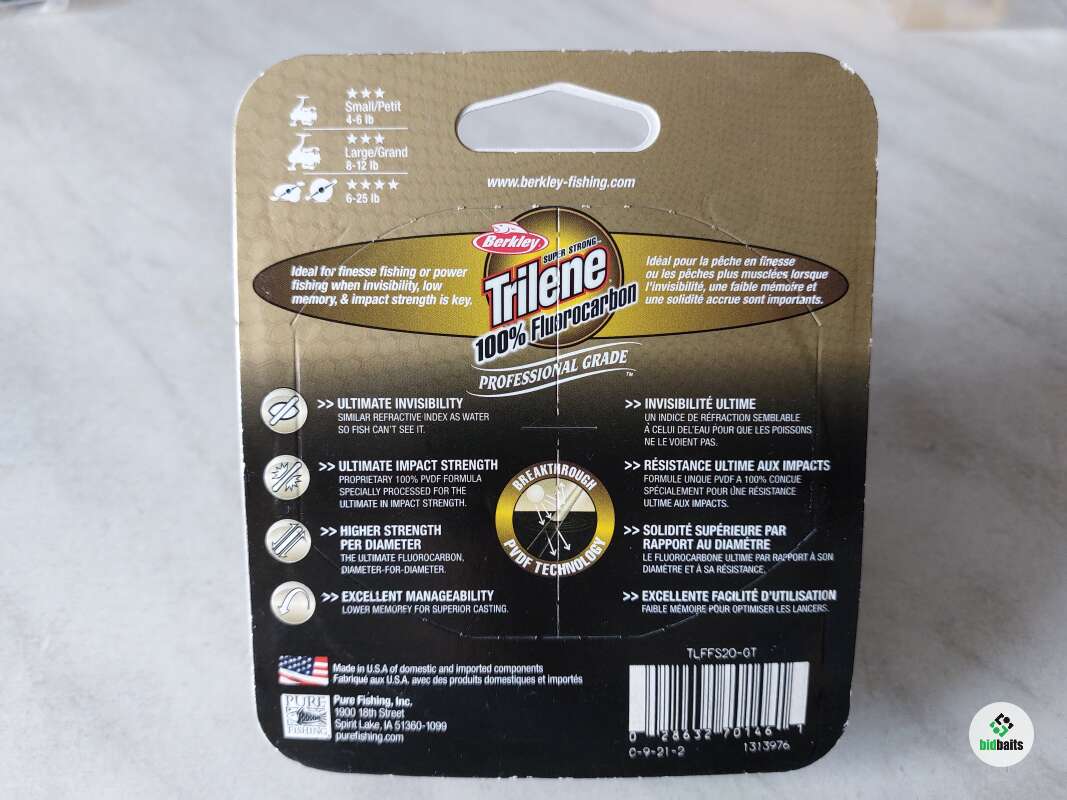 ★★★
Small/Petit
4-6 lb
★★★
Large/Grand
8-12 lb
★★★★
6-25 lb
www.berkley-fishing.com
Berkley
SUPER STRONG
Trilene
100% Fluorocarbon
PROFESSIONAL GRADE™
Ideal for finesse fishing or power
fishing when invisibility, low
memory, & impact strength is key.
Idéal pour la pêche en finesse
ou les pêches plus musclées lorsque
l'invisibilité, une faible mémoire et
une solidité accrue sont importants.
>> ULTIMATE INVISIBILITY
SIMILAR REFRACTIVE INDEX AS WATER
SO FISH CAN'T SEE IT.
>> ULTIMATE IMPACT STRENGTH
PROPRIETARY 100% PVDF FORMULA
SPECIALLY PROCESSED FOR THE
ULTIMATE IN IMPACT STRENGTH.
>> HIGHER STRENGTH
PER DIAMETER
THE ULTIMATE FLUOROCARBON,
DIAMETER-FOR-DIAMETER.
>> EXCELLENT MANAGEABILITY
LOWER MEMOREY FOR SUPERIOR CASTING.
BREAKTHROUGH
PVDF TECHNOLOGY
>> INVISIBILITÉ ULTIME
UN INDICE DE RÉFRACTION SEMBLABLE
À CELUI DEL'EAU POUR QUE LES POISSONS
NE LE VOIENT PAS.
>> RÉSISTANCE ULTIME AUX IMPACTS
FORMULE UNQUE PVDF A 100% CONCUE
SPÉCIALEMENT POUR UNE RÉSISTANCE
ULTIME AUX IMPACTS.
>> SOLIDITÉ SUPÉRIEURE PAR
RAPPORT AU DIAMÉTRE
LE FLUOROCARBONE ULTIME PAR RAPPORT À SON
DIAMÈTRE ET À SA RÉSISTANCE.
>> EXCELLENTE FACILITÉ D'UTILISATION
FAIBLE MÉMOIRE POUR OPTIMISER LES LANCERS.
Made in U.S.A of domestic and imported components
Fabriqué aux U.S.A. avec des produits domestiques et importés
PURE
FISHING
Pure Fishing, Inc.
1900 18th Street
Spirit Lake, IA 51360-1099
purefishing.com
TLFFS20-GT
0 28632 70146 1
C-9-21-2
1313976
bidbaits